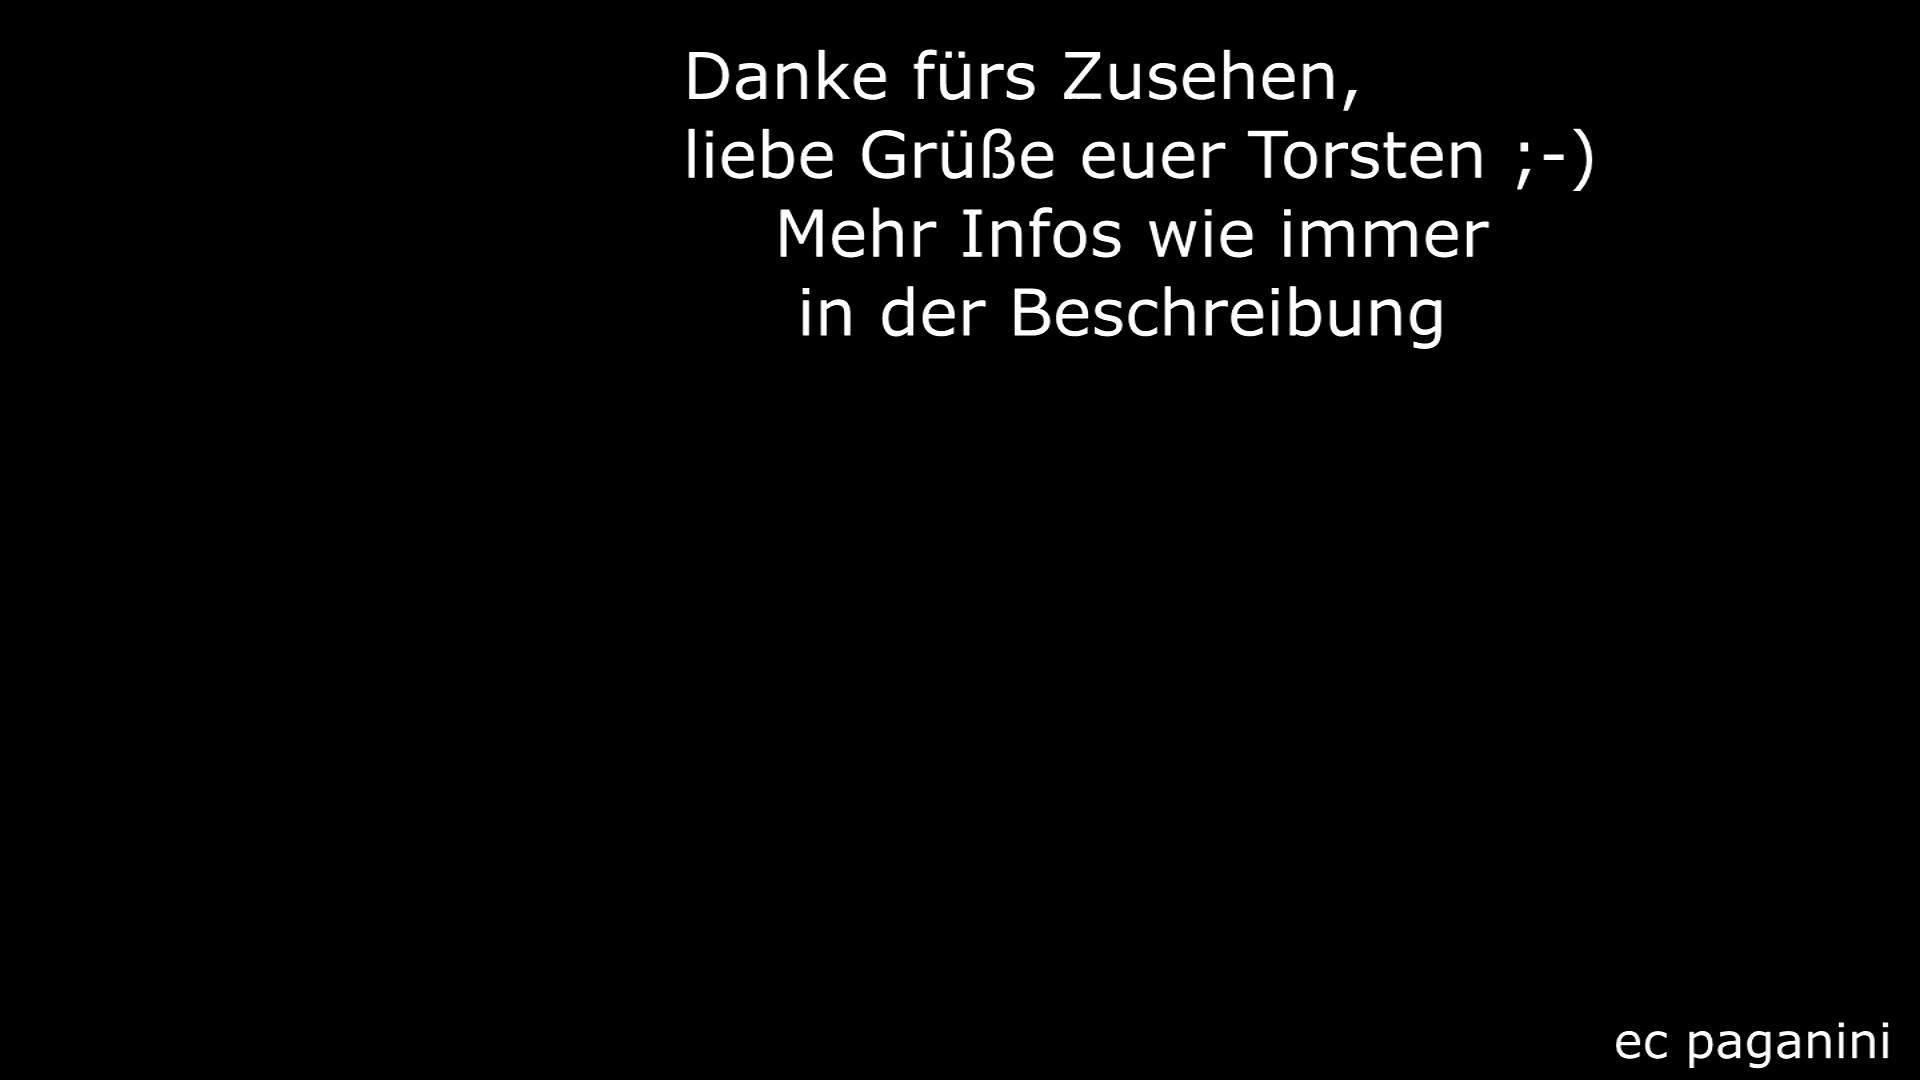 Danke fürs Zusehen,
liebe Grüße euer Torsten ;-)
Mehr Infos wie immer
in der Beschreibung
ec paganini